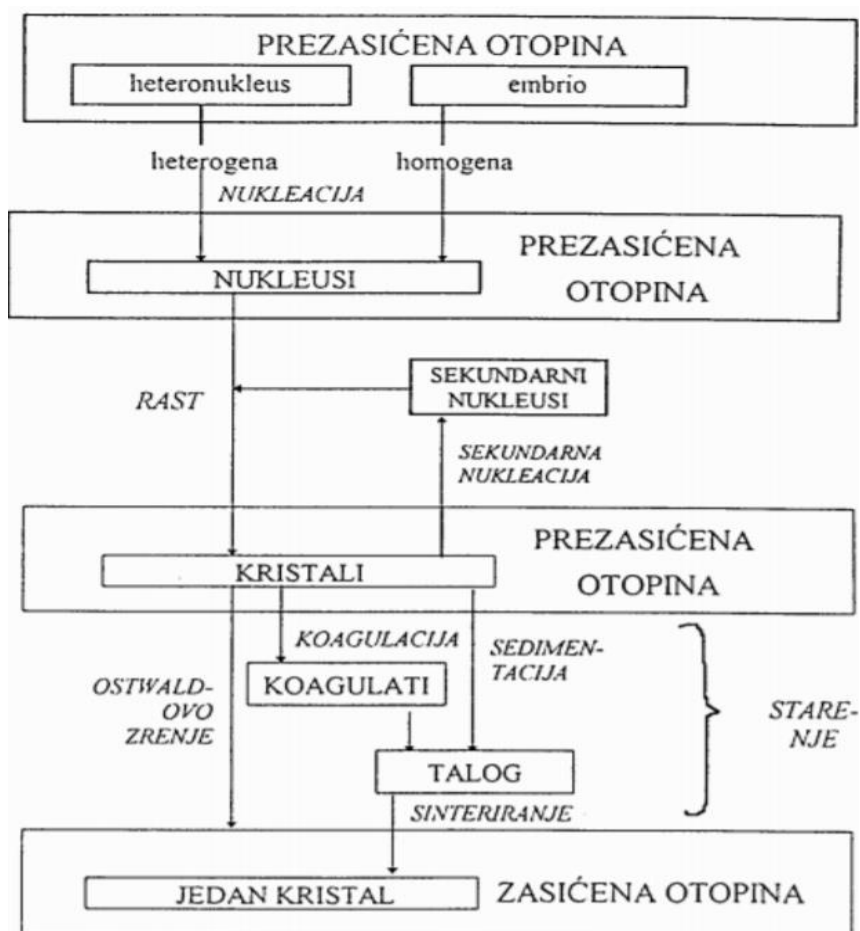 PREZASIĆENA OTOPINA
heteronukleus
embrio
heterogena
homogena
NUKLEACIJA
PREZASIĆENA
OTOPINA
NUKLEUSI
RAST
SEKUNDARNI
NUKLEUSI
SEKUNDARNA
NUKLEACIJA
PREZASIĆENA
OTOPINA
KRISTALI
KOAGULACIJA
SEDIMEN-
TACIJA
KOAGULATI
OSTWALD-
OVO
ZRENJE
STARE-
NJE
TALOG
SINTERIRANJE
JEDAN KRISTAL
ZASIĆENA OTOPINA